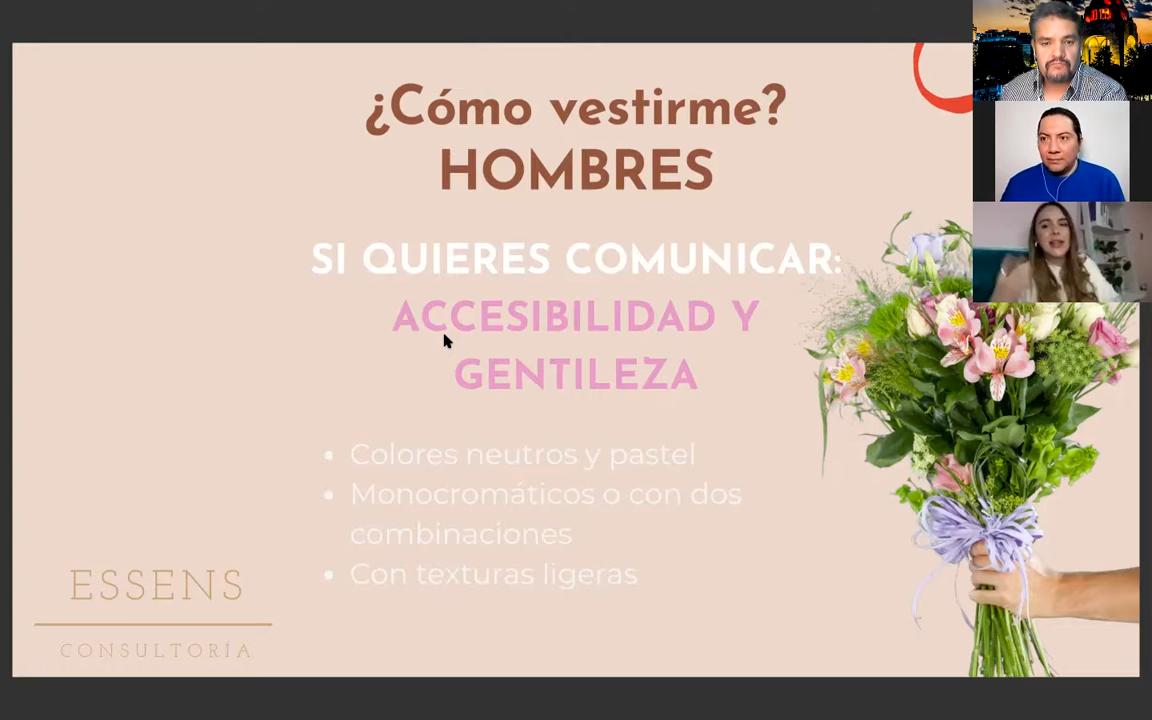 ¿Cómo vestirme?
HOMBRES
SI QUIERES COMUNICAR:
ACCESIBILIDAD Y
GENTILEZA
• Colores neutros y pastel
• Monocromáticos o con dos
combinaciones
• Con texturas ligeras
ESSENS
CONSULTORÍA